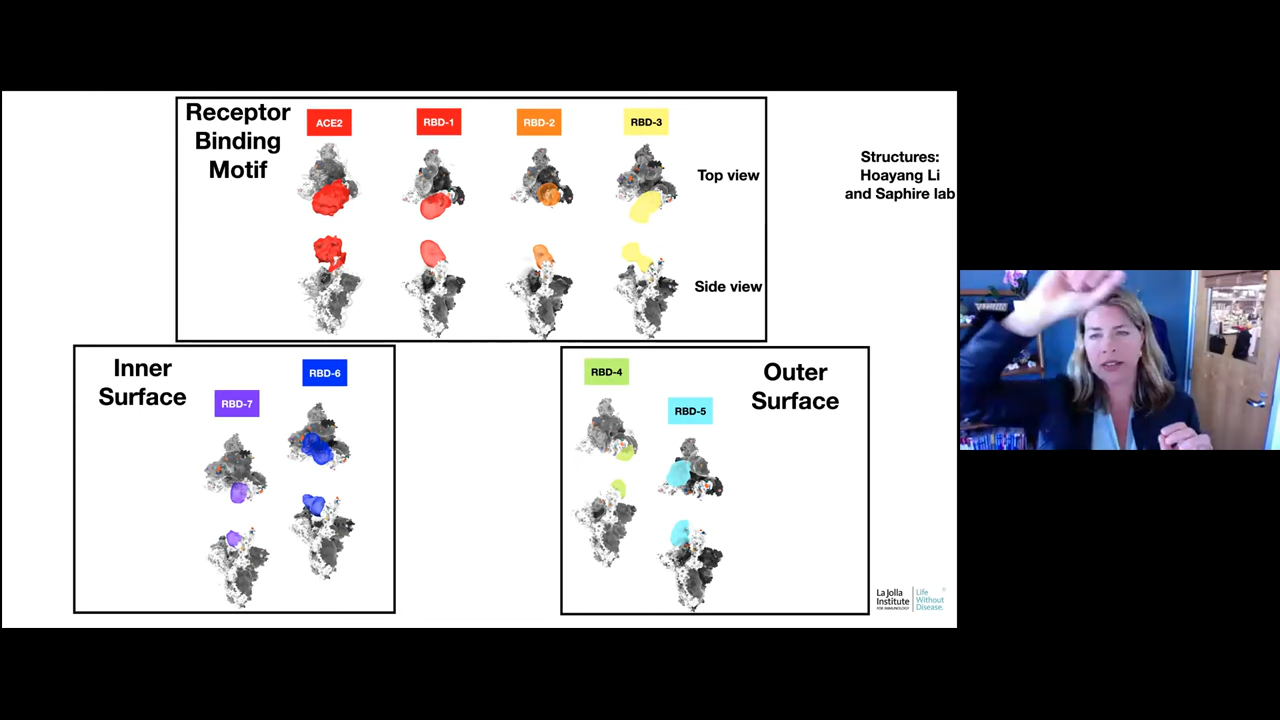 Receptor
Binding
Motif
ACE2
RBD-1
RBD-2
RBD-3
Top view
Side view
Structures:
Hoayang Li
and Saphire lab
Inner
Surface
RBD-6
RBD-7
RBD-4
RBD-5
Outer
Surface
La Jolla
Institute
FOR IMMUNOLOGY
Life
Without
Disease.
®